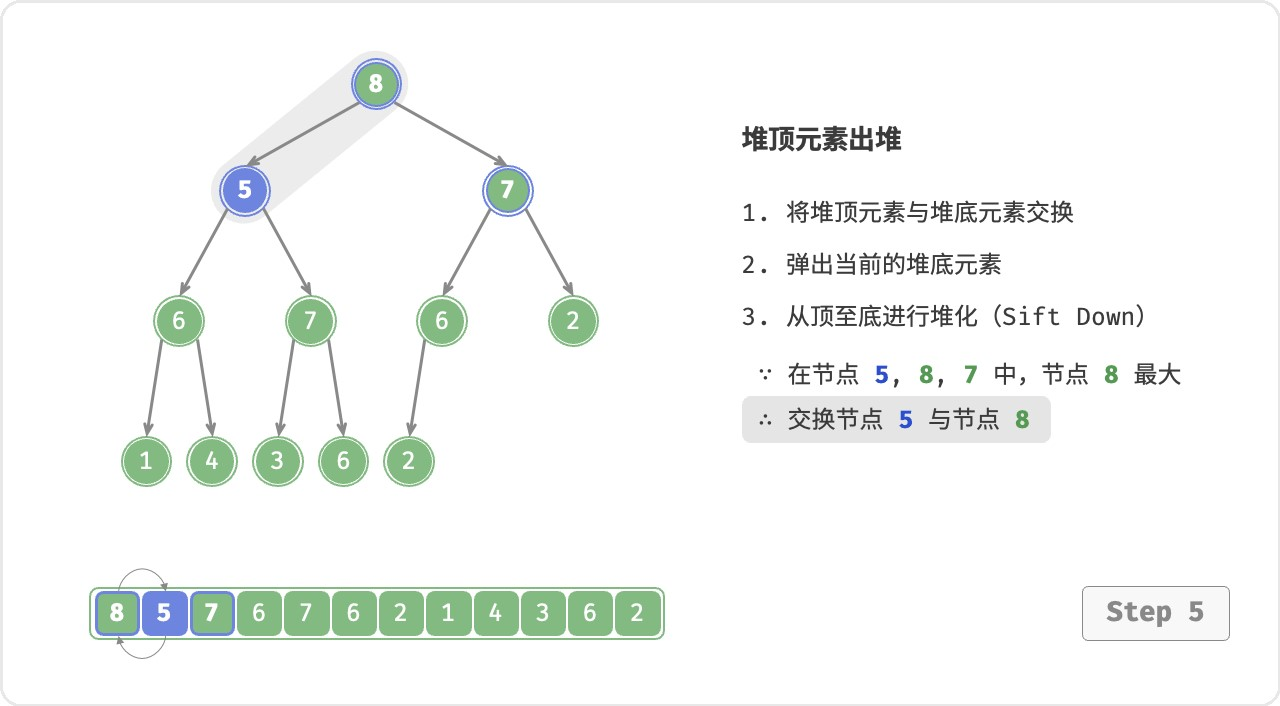 8
5
7
6
7
6
2
1
4
3
6
2
堆顶元素出堆
1. 将堆顶元素与堆底元素交换
2. 弹出当前的堆底元素
3. 从顶至底进行堆化（Sift Down）
∵ 在节点 5, 8, 7 中，节点 8 最大
∴ 交换节点 5 与节点 8
8 5 7 6 7 6 2 1 4 3 6 2
Step 5